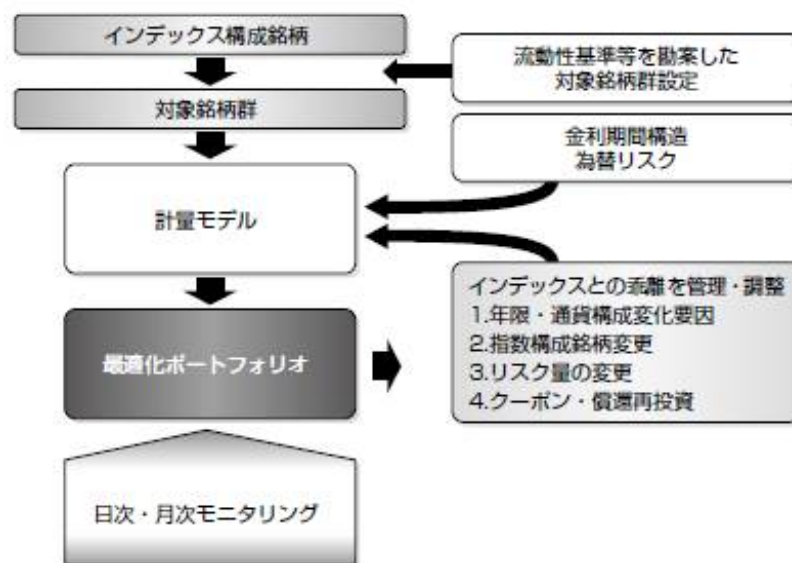 インデックス構成銘柄
流動性基準等を勘案した
対象銘柄群設定
対象銘柄群
金利期間構造
為替リスク
計量モデル
インデックスとの乖離を管理・調整
1.年限・通貨構成変化要因
2.指数構成銘柄変更
3.リスク量の変更
4.クーポン・償還再投資
最適化ポートフォリオ
日次・月次モニタリング